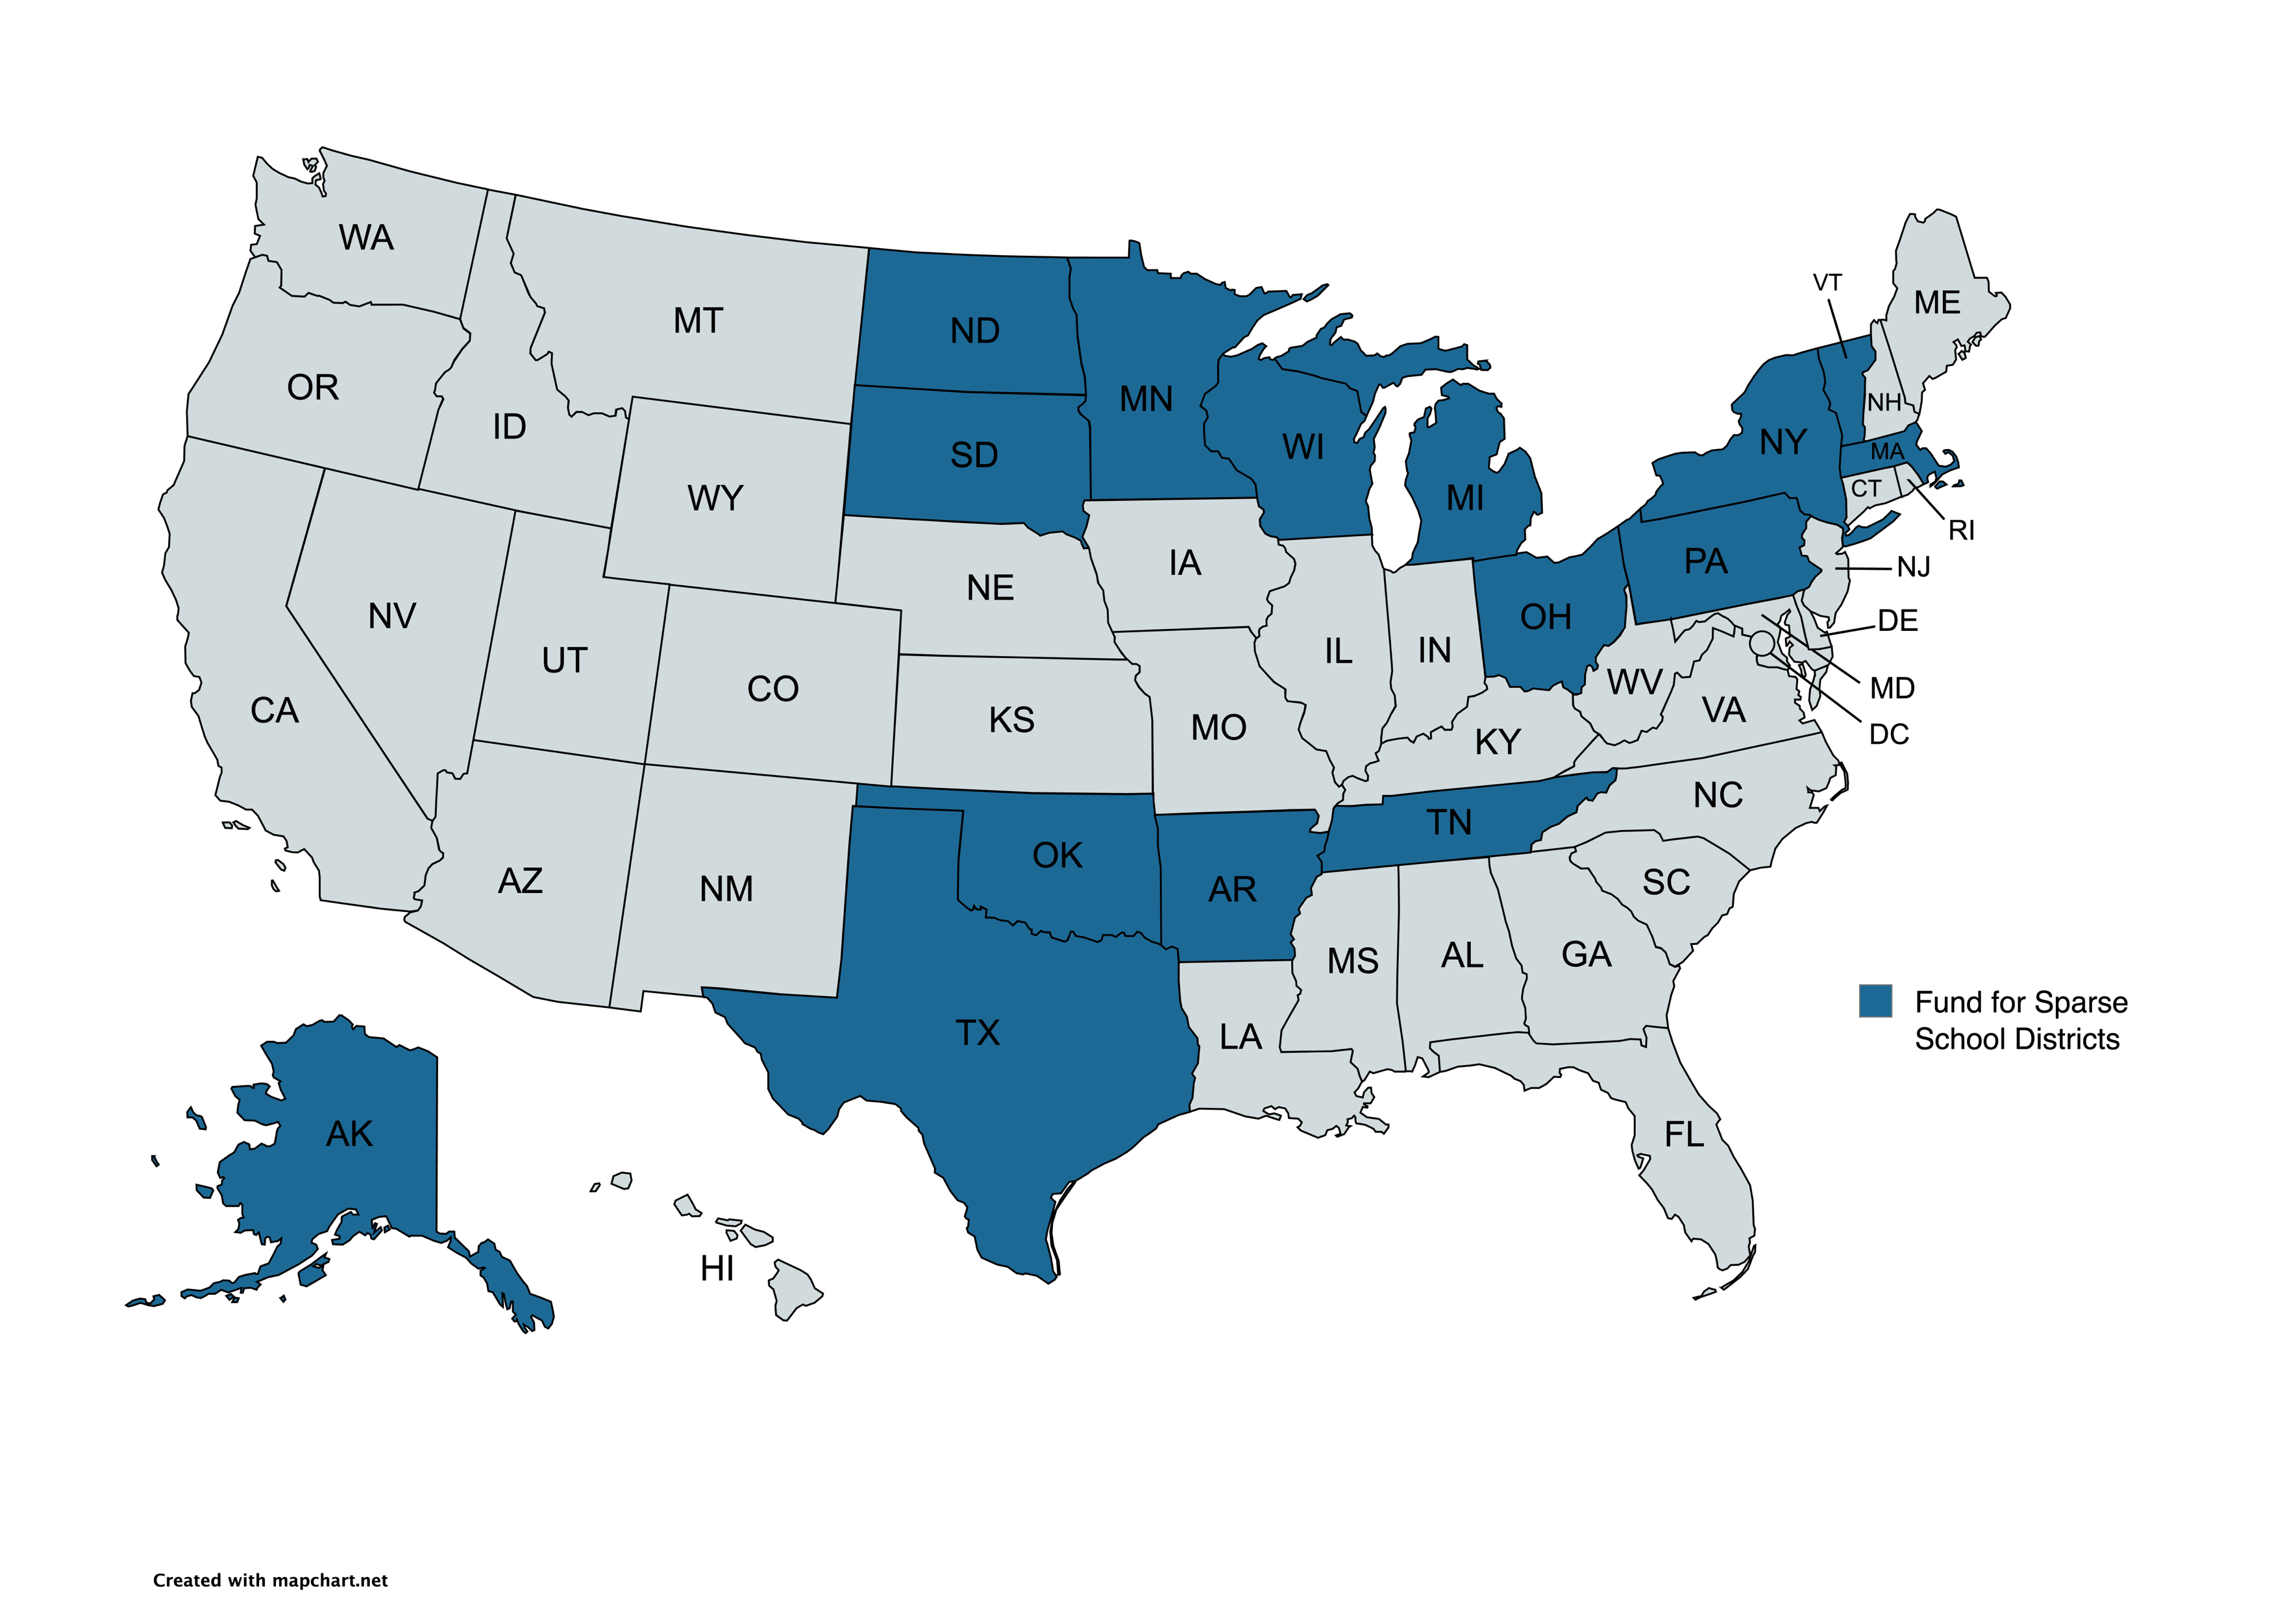 WA
MT
ND
MN
VT
ME
OR
ID
SD
WI
NY
NH
MA
WY
MI
CT
RI
NE
IA
PA
NJ
NV
UT
CO
IL
IN
OH
DE
CA
KS
MO
KY
WV
VA
MD
DC
AZ
NM
OK
AR
TN
NC
SC
TX
LA
MS
AL
GA
Fund for Sparse
School Districts
AK
HI
FL
Created with mapchart.net